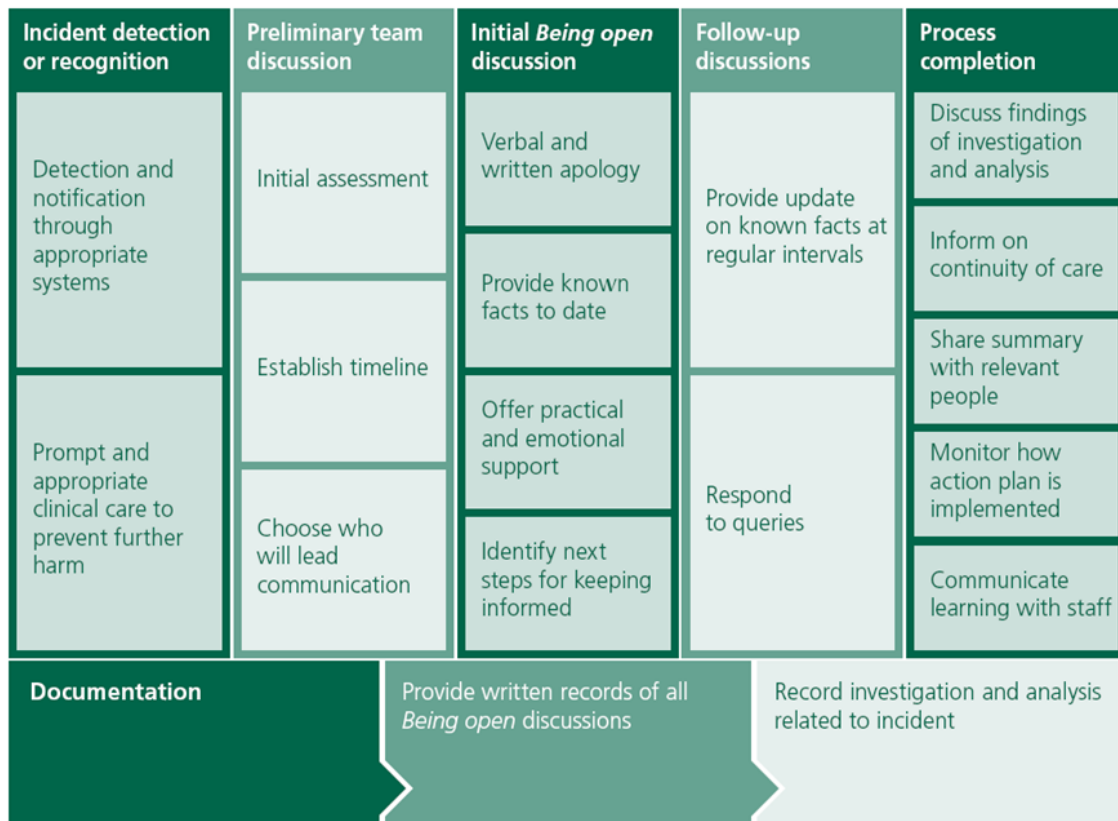 Incident detection
or recognition
Detection and
notification
through
appropriate
systems
Prompt and
appropriate
clinical care to
prevent further
harm
Preliminary team
discussion
Initial assessment
Establish timeline
Choose who
will lead
communication
Initial Being open
discussion
Verbal and
written apology
Provide known
facts to date
Offer practical
and emotional
support
Identify next
steps for keeping
informed
Follow-up
discussions
Provide update
on known facts at
regular intervals
Respond
to queries
Process
completion
Discuss findings
of investigation
and analysis
Inform on
continuity of care
Share summary
with relevant
people
Monitor how
action plan is
implemented
Communicate
learning with staff
Documentation
Provide written records of all
Being open discussions
Record investigation and analysis
related to incident